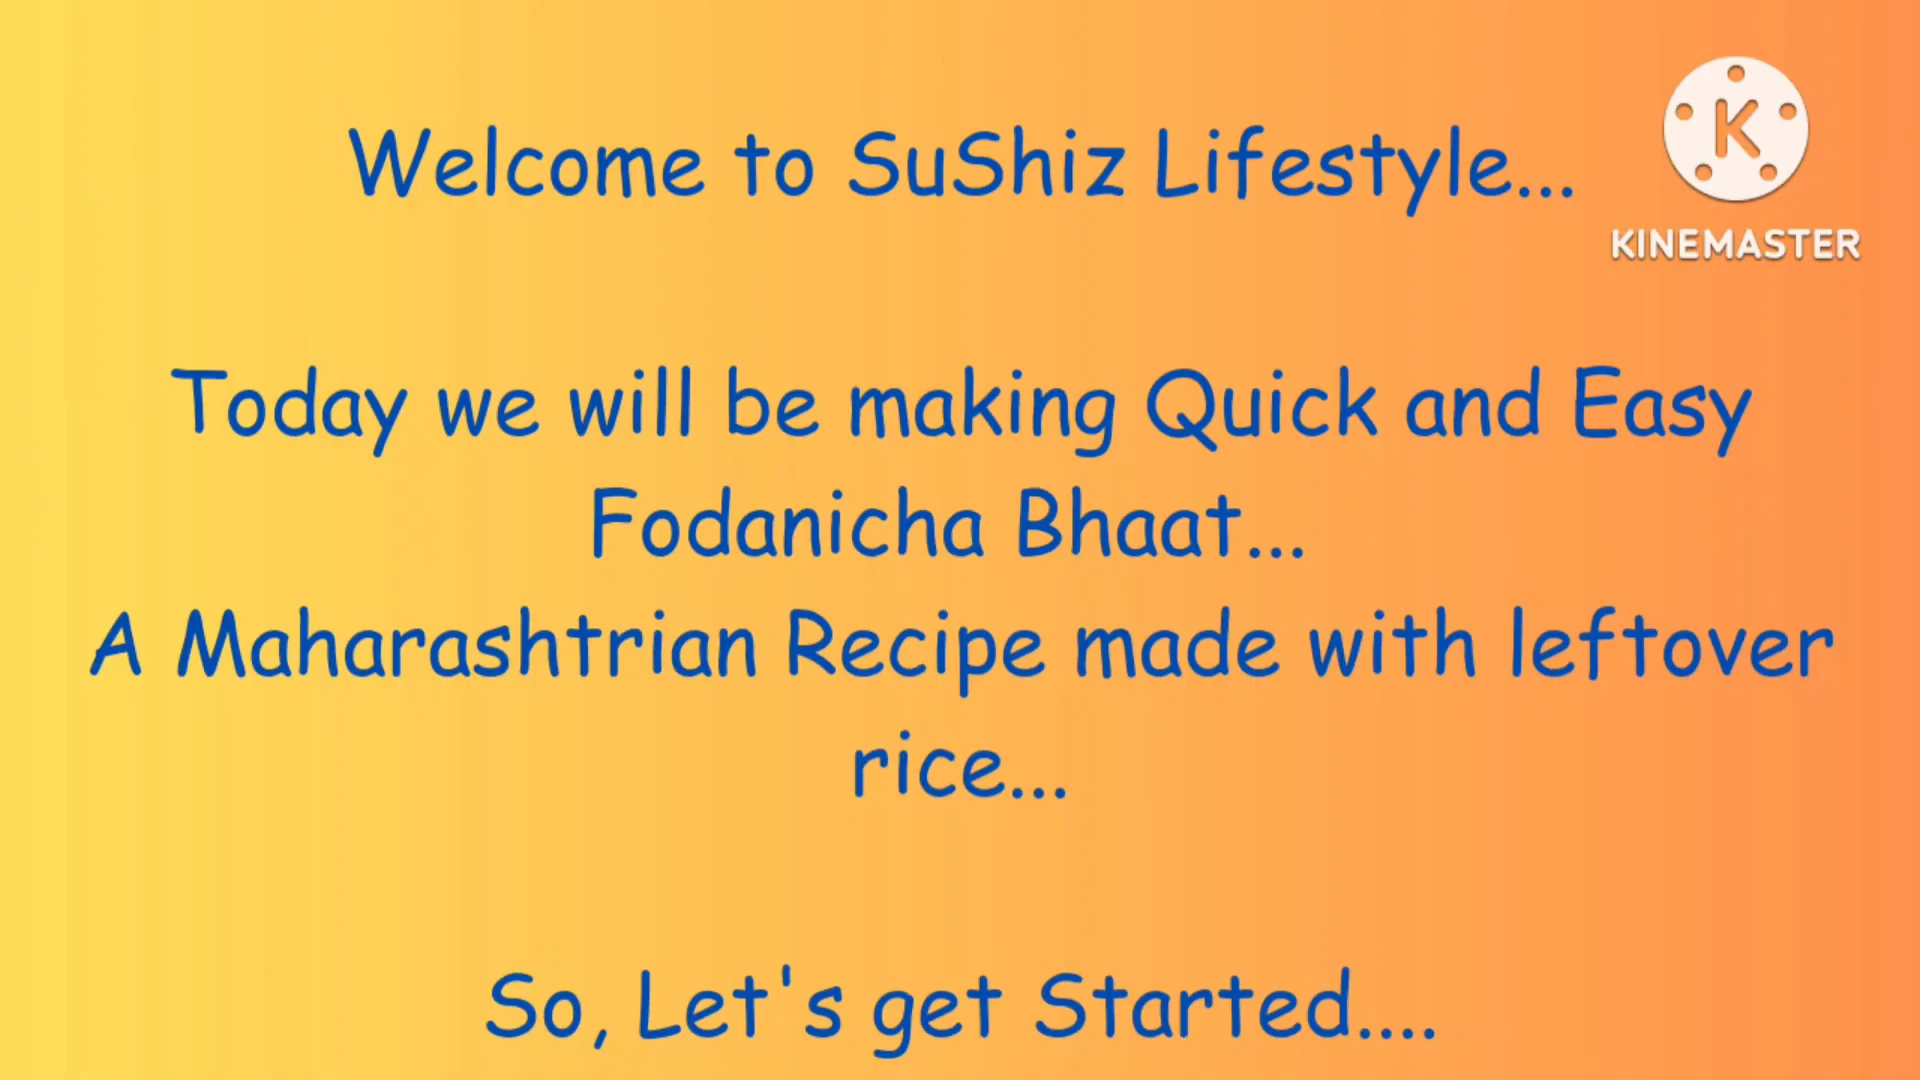 Welcome to SuShiz Lifestyle...
K
KINEMASTER
Today we will be making Quick and Easy
Fodanicha Bhaat...
A Maharashtrian Recipe made with leftover
rice...
So, Let's get Started....